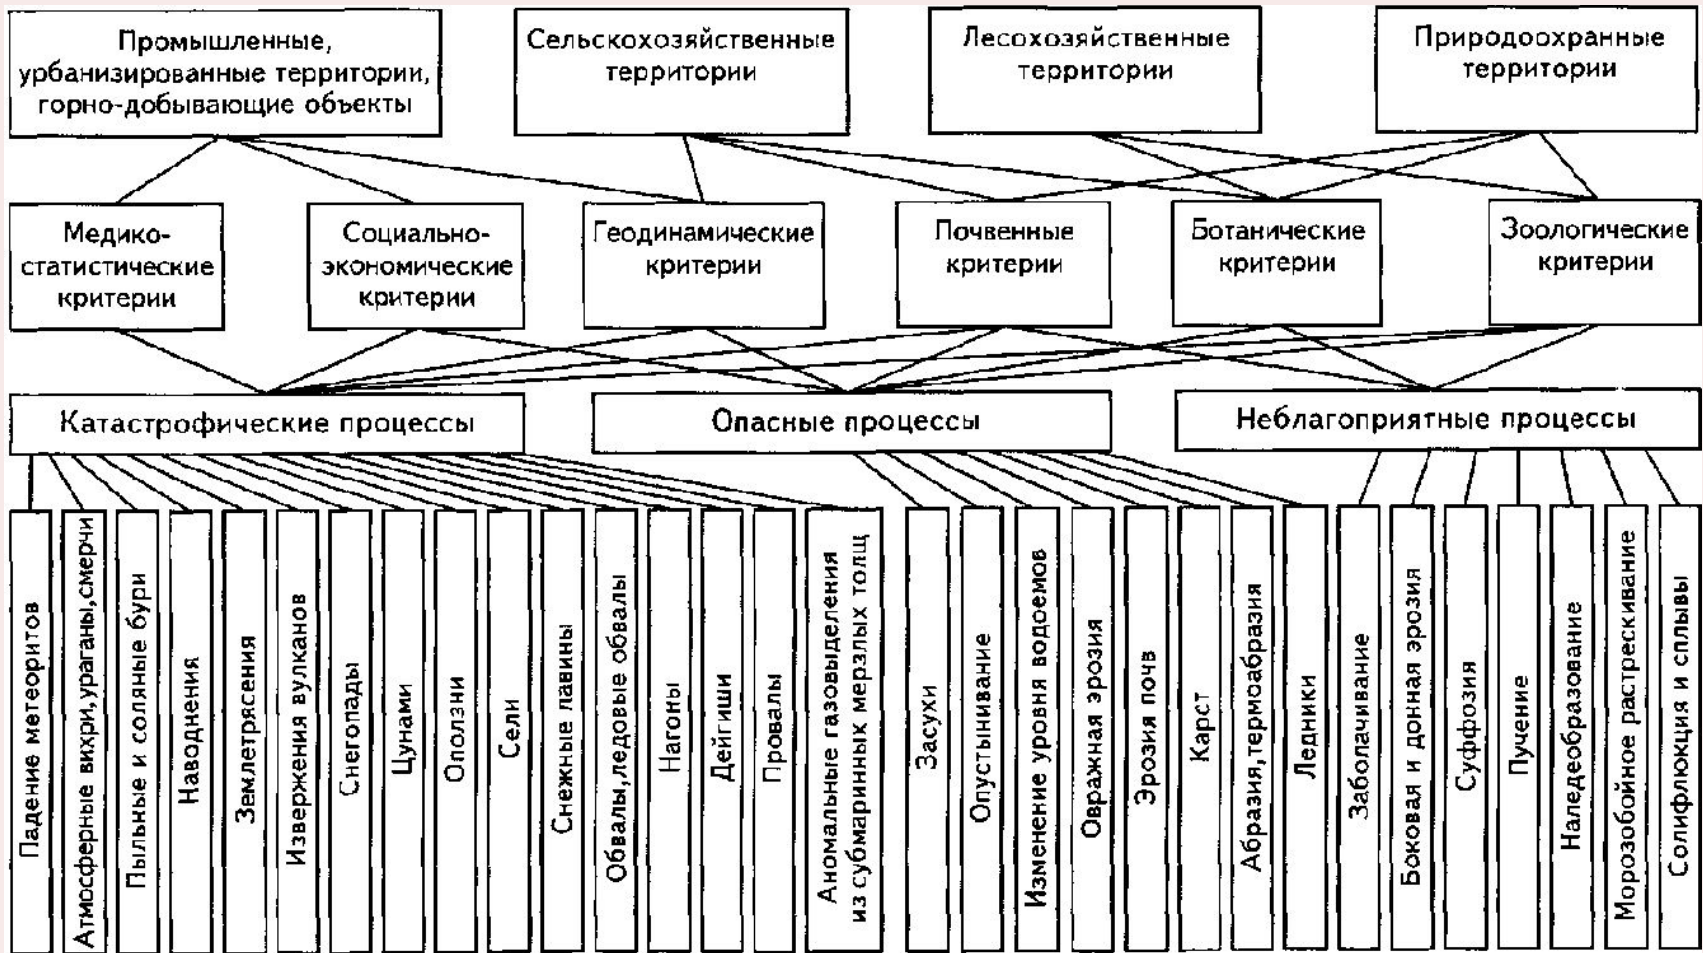 Промышленные,
урбанизированные территории,
горно-добывающие объекты
Сельскохозяйственные
территории
Лесохозяйственные
территории
Природоохранные
территории
Медико-
статистические
критерии
Социально-
экономические
критерии
Геодинамические
критерии
Почвенные
критерии
Ботанические
критерии
Зоологические
критерии
Катастрофические процессы
Опасные процессы
Неблагоприятные процессы
Падение метеоритов
Атмосферные вихри, ураганы, смерчи
Пыльные и соляные бури
Наводнения
Землетрясения
Извержения вулканов
Снегопады
Цунами
Оползни
Сели
Снежные лавины
Обвалы, ледовые обвалы
Нагоны
Дейгиши
Провалы
Аномальные газовыделения
из субмаринных мерзлых толщ
Засухи
Опустынивание
Изменение уровня водоемов
Овражная эрозия
Эрозия почв
Карст
Абразия, термоабразия
Ледники
Заболачивание
Боковая и донная эрозия
Суффозия
Пучение
Наледеобразование
Морозобойное растрескивание
Солифлюкция и сплывы